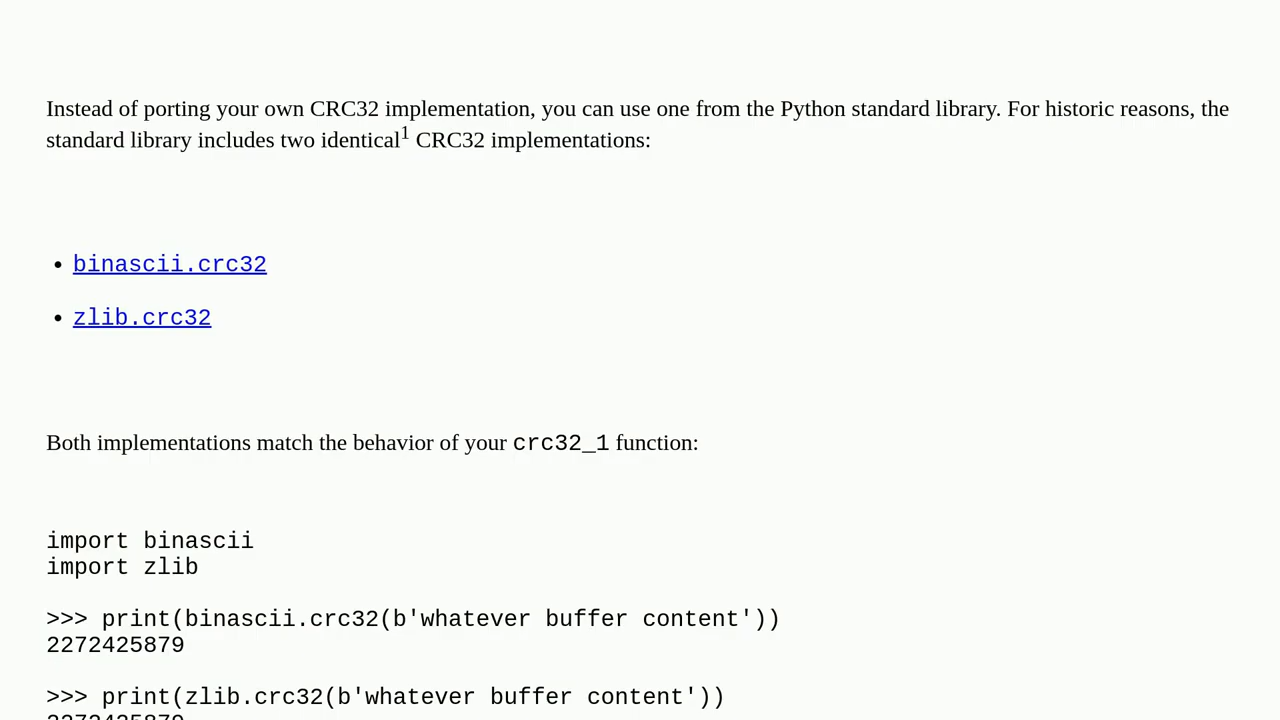 Instead of porting your own CRC32 implementation, you can use one from the Python standard library. For historic reasons, the
standard library includes two identical1 CRC32 implementations:
• binascii.crc32
• zlib.crc32
Both implementations match the behavior of your crc32_1 function:
import binascii
import zlib
>>> print(binascii.crc32(b'whatever buffer content'))
2272425879
>>> print(zlib.crc32(b'whatever buffer content'))
2272425879